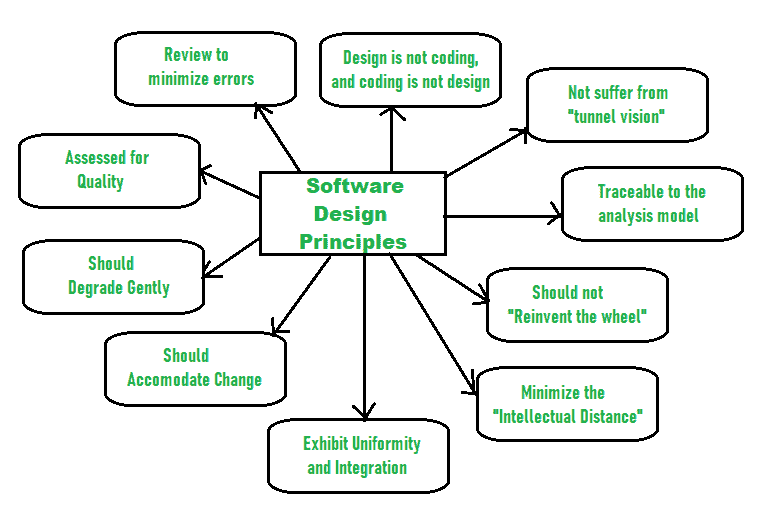 Review to
minimize errors
Design is not coding,
and coding is not design
Not suffer from
"tunnel vision"
Assessed for
Quality
Software
Design
Principles
Traceable to the
analysis model
Should
Degrade Gently
Should not
"Reinvent the wheel"
Should
Accomodate Change
Minimize the
"Intellectual Distance"
Exhibit Uniformity
and Integration